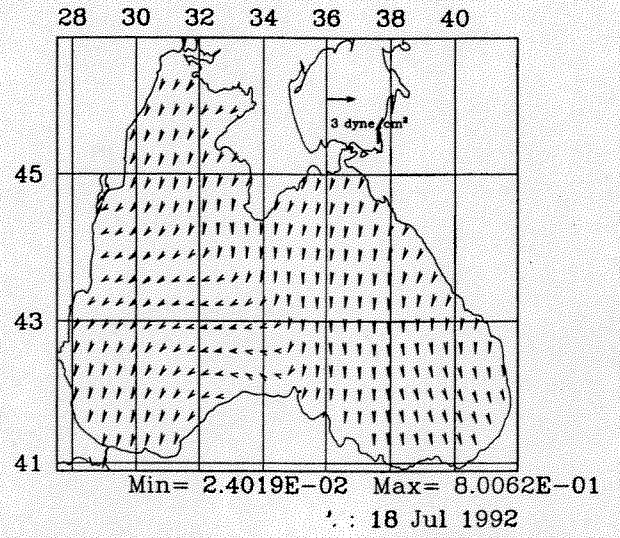 28 30 32 34 36 38 40
3 dyne/cm²
45
43
41
Min= 2.4019E-02 Max= 8.0062E-01
: 18 Jul 1992